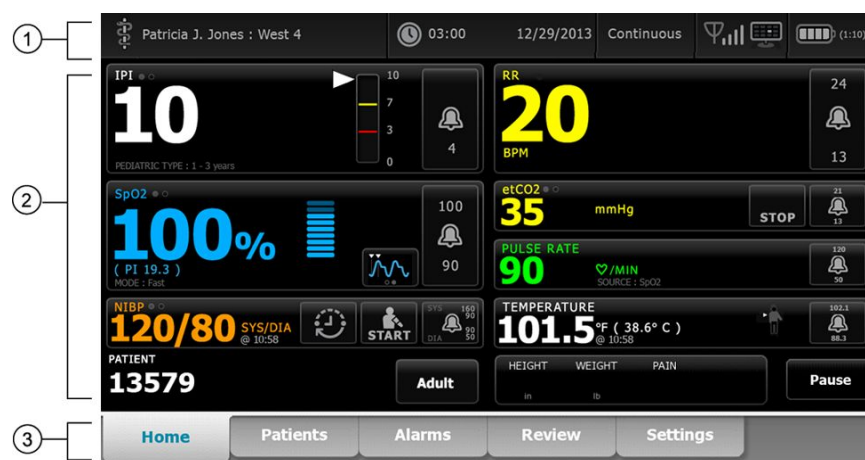 1
Patricia J. Jones : West 4
03:00
12/29/2013
Continuous
(1:10)
2
IPI
10
PEDIATRIC TYPE : 1 - 3 years
10
7
3
0
4
RR
20
BPM
24
13
SpO2
100%
( PI 19.3 )
MODE : Fast
100
90
etCO2
35
mmHg
STOP
21
13
PULSE RATE
90
/MIN
SOURCE : SpO2
120
50
NIBP
120/80
SYS/DIA
@ 10:58
START
SYS 160
90
90
DIA 50
TEMPERATURE
101.5
°F ( 38.6° C )
@ 10:58
102.1
88.3
PATIENT
13579
Adult
HEIGHT WEIGHT PAIN
in lb
Pause
3
Home
Patients
Alarms
Review
Settings